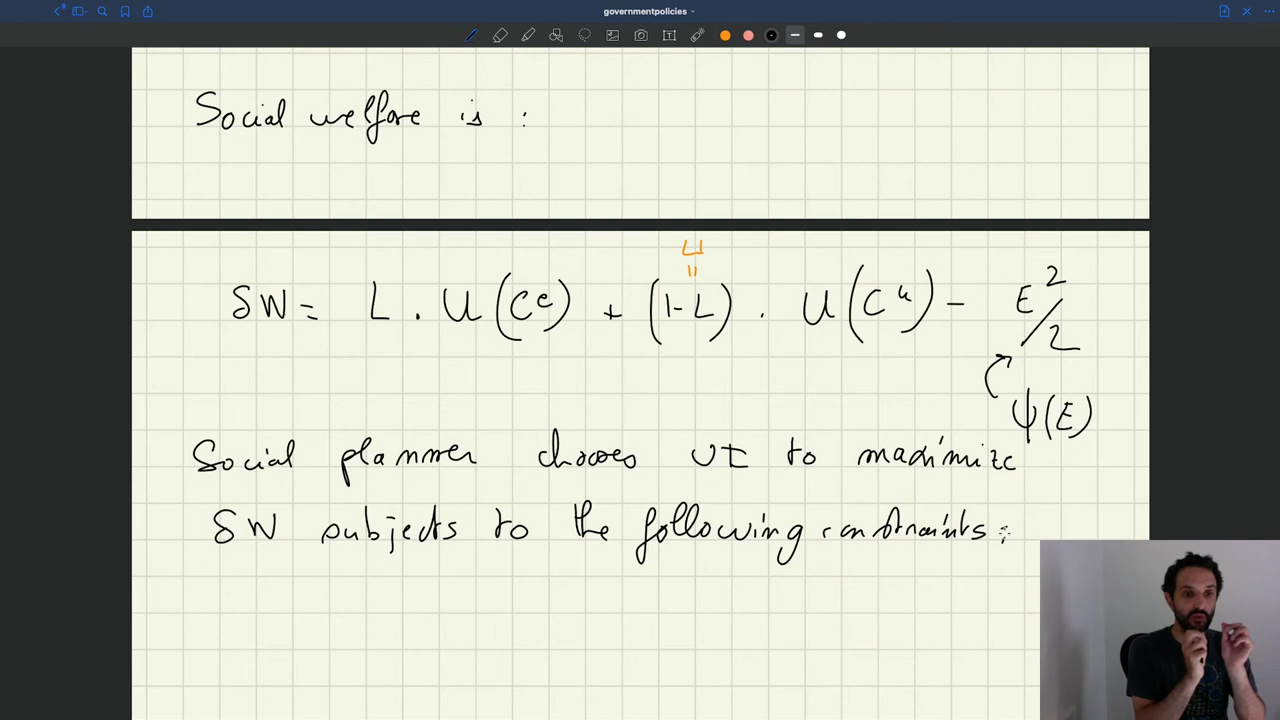 governmentpolicies
Social welfare is :
U
=
SW = L . U(C^e) + (1-L) . U(C^u) - E^2/2
ψ(E)
Social planner chooses UI to maximize
SW subjects to the following constraints :